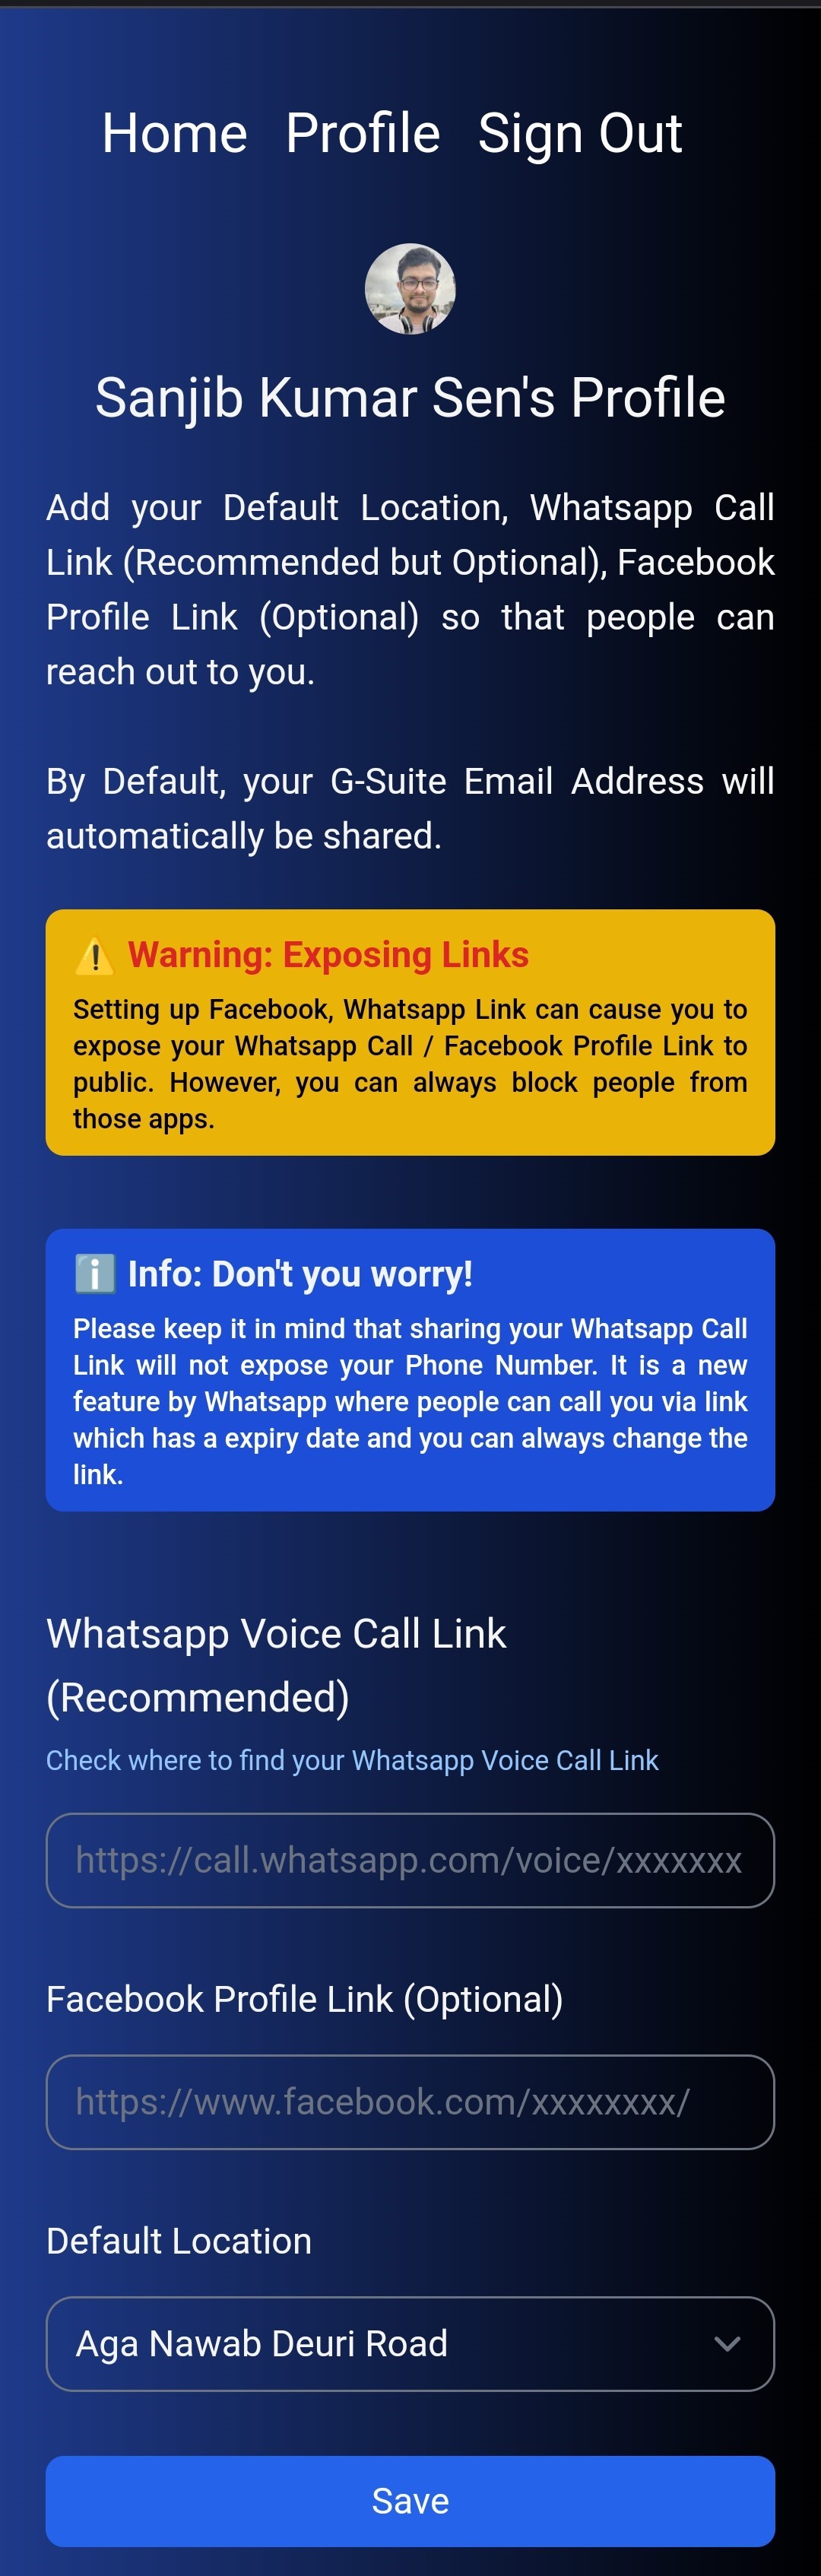 Home Profile Sign Out
Sanjib Kumar Sen's Profile
Add your Default Location, Whatsapp Call
Link (Recommended but Optional), Facebook
Profile Link (Optional) so that people can
reach out to you.
By Default, your G-Suite Email Address will
automatically be shared.
⚠️ Warning: Exposing Links
Setting up Facebook, Whatsapp Link can cause you to
expose your Whatsapp Call / Facebook Profile Link to
public. However, you can always block people from
those apps.
ℹ️ Info: Don't you worry!
Please keep it in mind that sharing your Whatsapp Call
Link will not expose your Phone Number. It is a new
feature by Whatsapp where people can call you via link
which has a expiry date and you can always change the
link.
Whatsapp Voice Call Link
(Recommended)
Check where to find your Whatsapp Voice Call Link
https://call.whatsapp.com/voice/xxxxxxx
Facebook Profile Link (Optional)
https://www.facebook.com/xxxxxxxx/
Default Location
Aga Nawab Deuri Road
Save